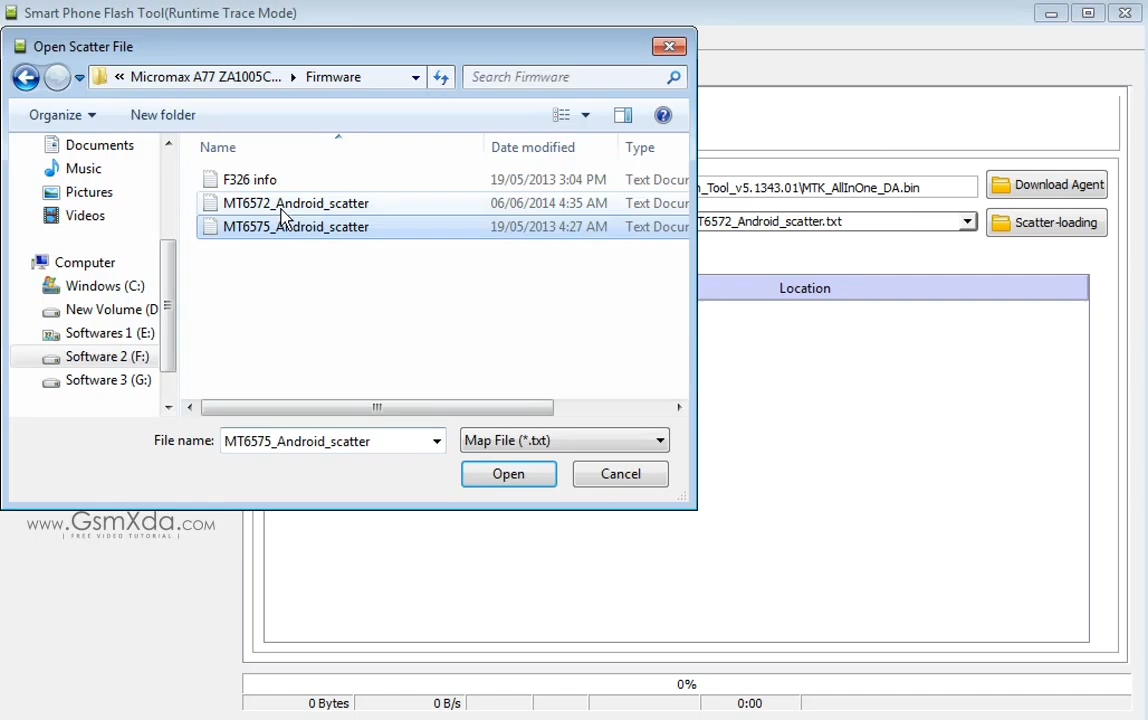 Smart Phone Flash Tool(Runtime Trace Mode)
Open Scatter File
« Micromax A77 ZA1005C... Firmware
Search Firmware
Organize
New folder
Name
Date modified
Type
Documents
Music
Pictures
Videos
Computer
Windows (C:)
New Volume (D
Softwares 1 (E:)
Software 2 (F:)
Software 3 (G:)
F326 info 19/05/2013 3:04 PM Text Docur
MT6572_Android_scatter 06/06/2014 4:35 AM Text Docur
MT6575_Android_scatter 19/05/2013 4:27 AM Text Docur
File name: MT6575_Android_scatter
Map File (*.txt)
Open
Cancel
n_Tool_v5.1343.01\MTK_AllInOne_DA.bin
Download Agent
T6572_Android_scatter.txt
Scatter-loading
Location
www.GsmXda.com
| FREE VIDEO TUTORIAL |
0%
0 Bytes
0 B/s
0:00